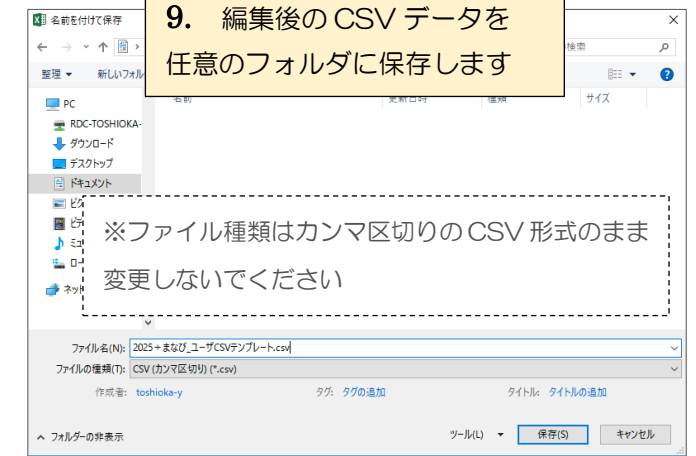 名前を付けて保存
9. 編集後の CSV データを
任意のフォルダに保存します
検索
整理 新しいフォル
名前 更新日時 種類 サイズ
PC
RDC-TOSHIOKA-
ダウンロード
デスクトップ
ドキュメント
※ファイル種類はカンマ区切りの CSV 形式のまま
変更しないでください
ファイル名(N): 2025+まなび_ユーザCSVテンプレート.csv
ファイルの種類(T): CSV (カンマ区切り) (*.csv)
作成者: toshioka-y タグ: タグの追加 タイトル: タイトルの追加
フォルダーの非表示 ツール(L) 保存(S) キャンセル